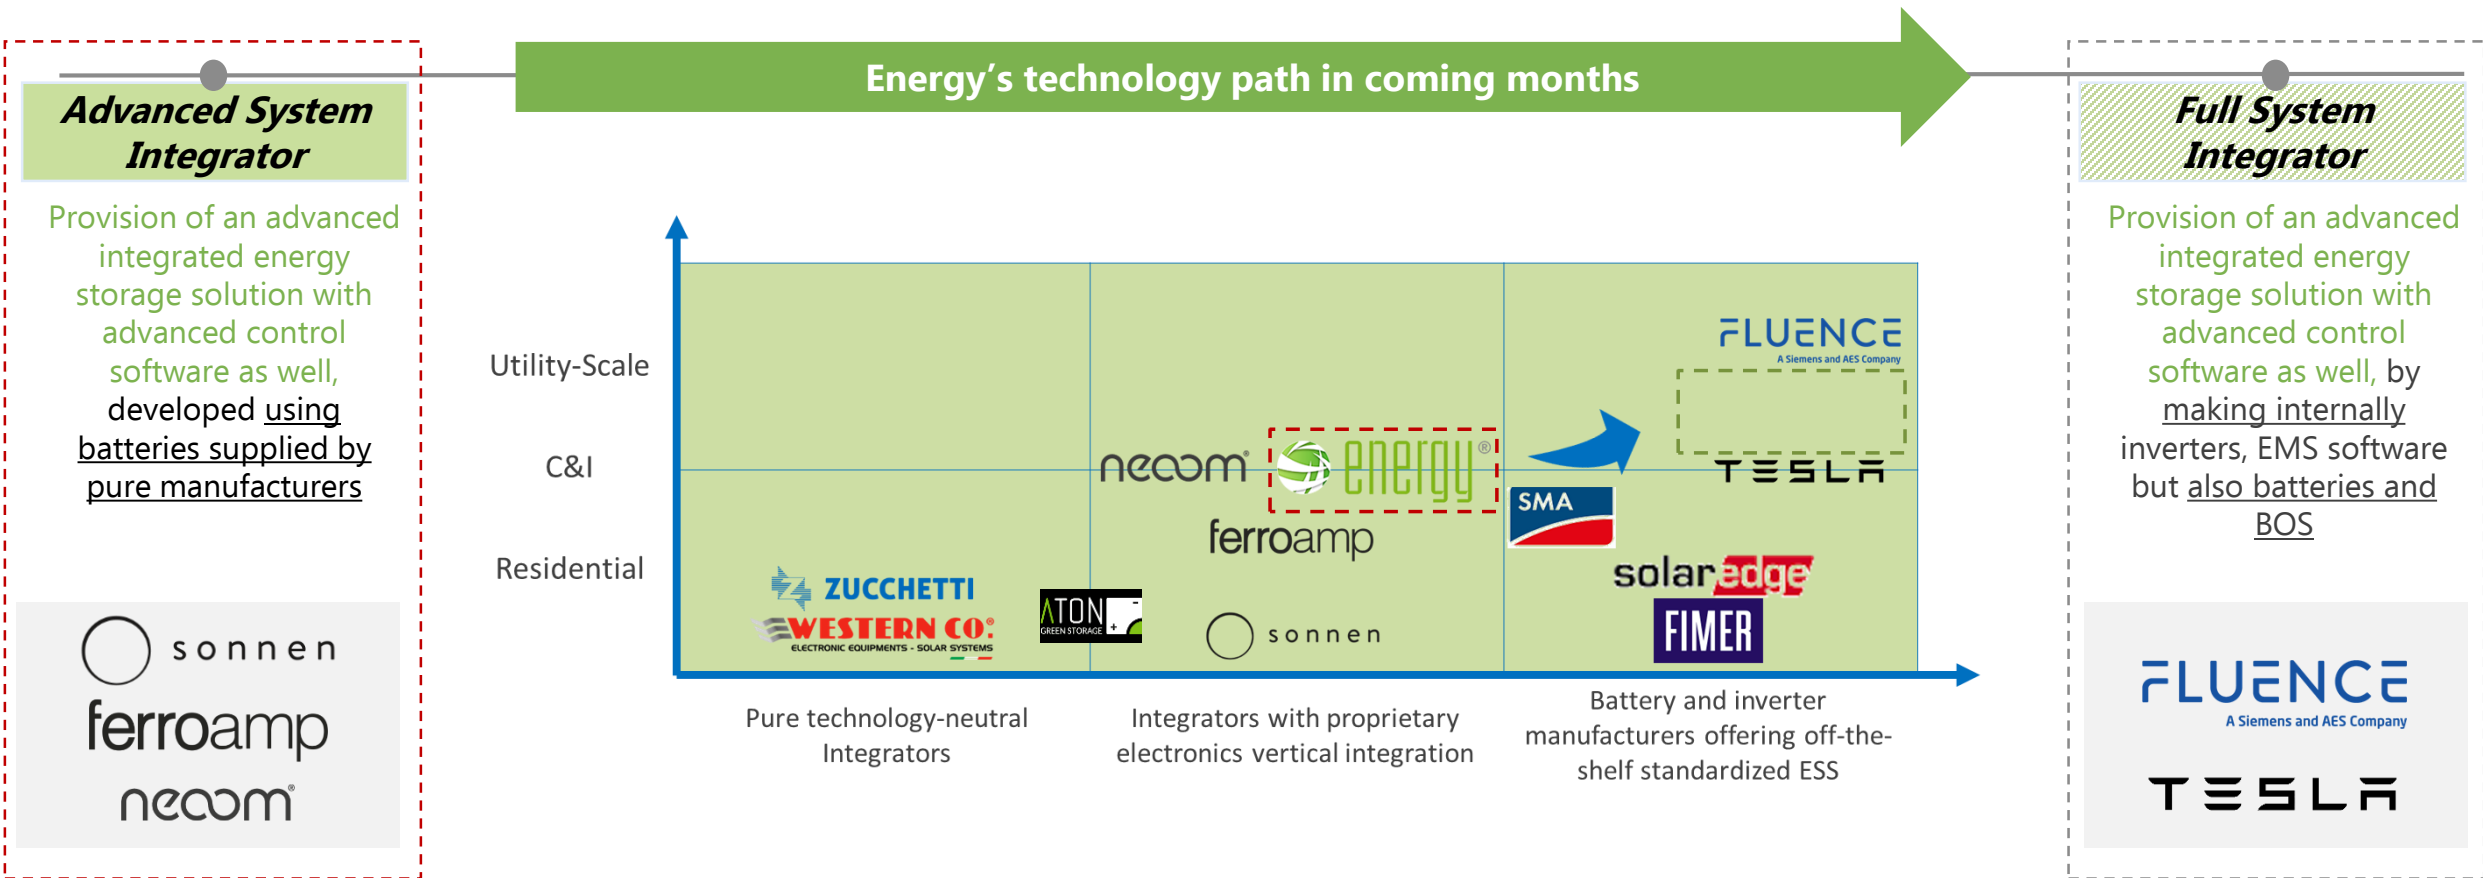 Energy’s technology path in coming months
Advanced System
Integrator
Provision of an advanced
integrated energy
storage solution with
advanced control
software as well,
developed using
batteries supplied by
pure manufacturers
sonnen
ferroamp
neoom
Utility-Scale
C&I
Residential
FLUENCE
A Siemens and AES Company
neoom
energy®
TESLA
SMA
ferroamp
solaredge
ZUCCHETTI
WESTERN CO.®
ELECTRONIC EQUIPMENTS - SOLAR SYSTEMS
ATON
GREEN STORAGE
- +
sonnen
FIMER
Pure technology-neutral
Integrators
Integrators with proprietary
electronics vertical integration
Battery and inverter
manufacturers offering off-the-
shelf standardized ESS
Full System
Integrator
Provision of an advanced
integrated energy
storage solution with
advanced control
software as well, by
making internally
inverters, EMS software
but also batteries and
BOS
FLUENCE
A Siemens and AES Company
TESLA